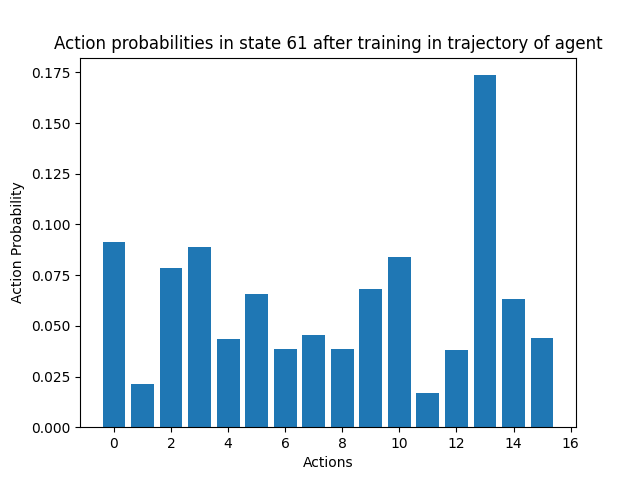 Action probabilities in state 61 after training in trajectory of agent
0.175
0.150
0.125
0.100
0.075
0.050
0.025
0.000
Action Probability
0 2 4 6 8 10 12 14 16
Actions